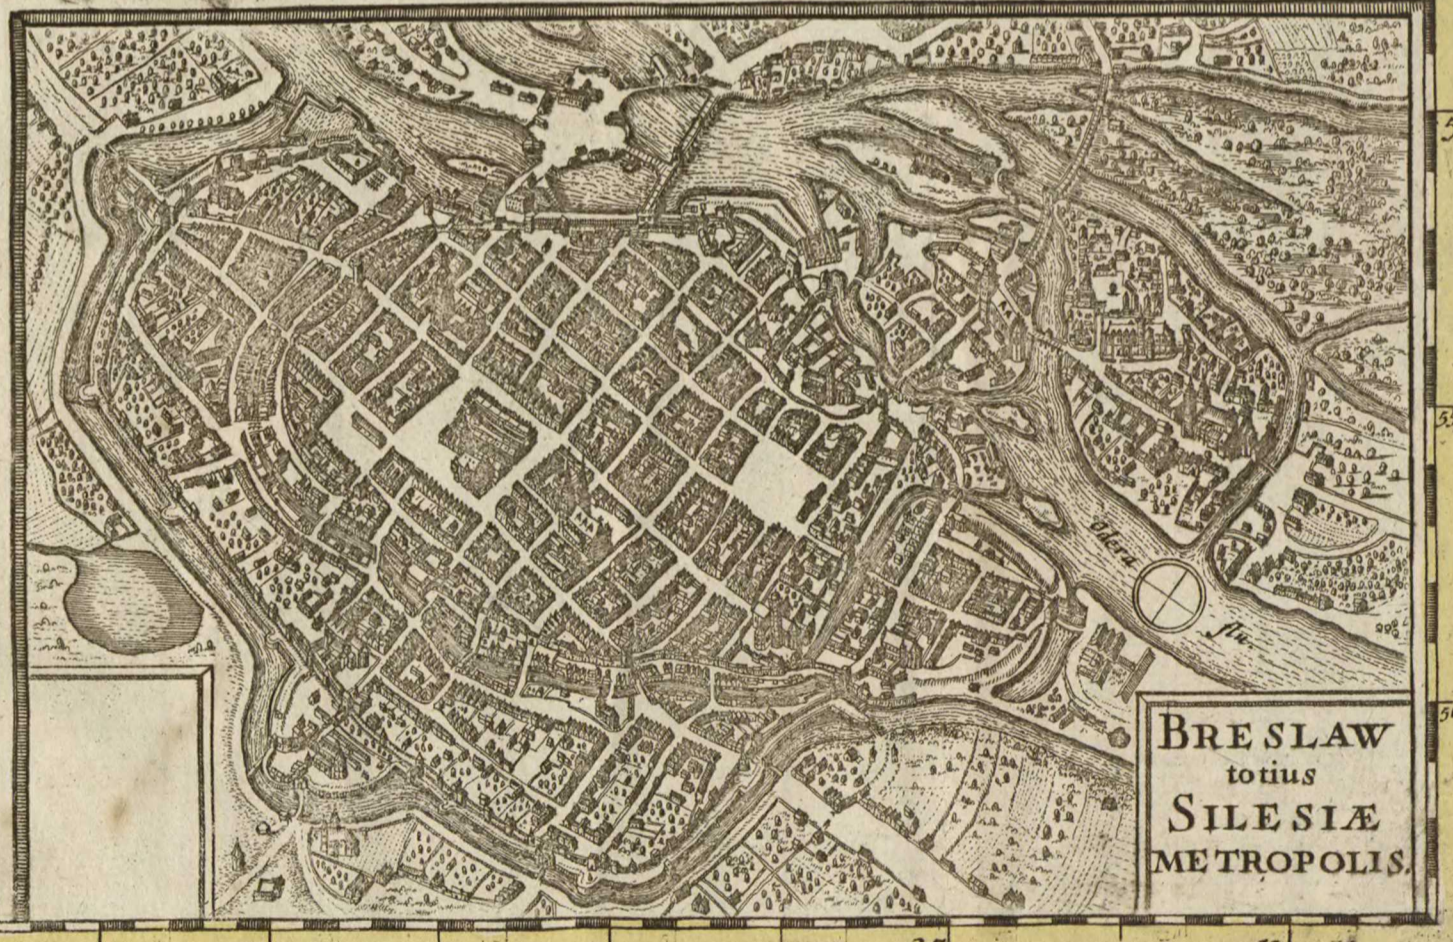 Odera
flu.
BRESLAW
totius
SILESIÆ
METROPOLIS.